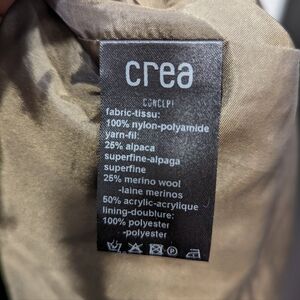 crea
CONCEPT
fabric-tissu:
100% nylon-polyamide
yarn-fil:
25% alpaca
superfine-alpaga
superfine
25% merino wool
-laine merinos
50% acrylic-acrylique
lining-doublure:
100% polyester
-polyester